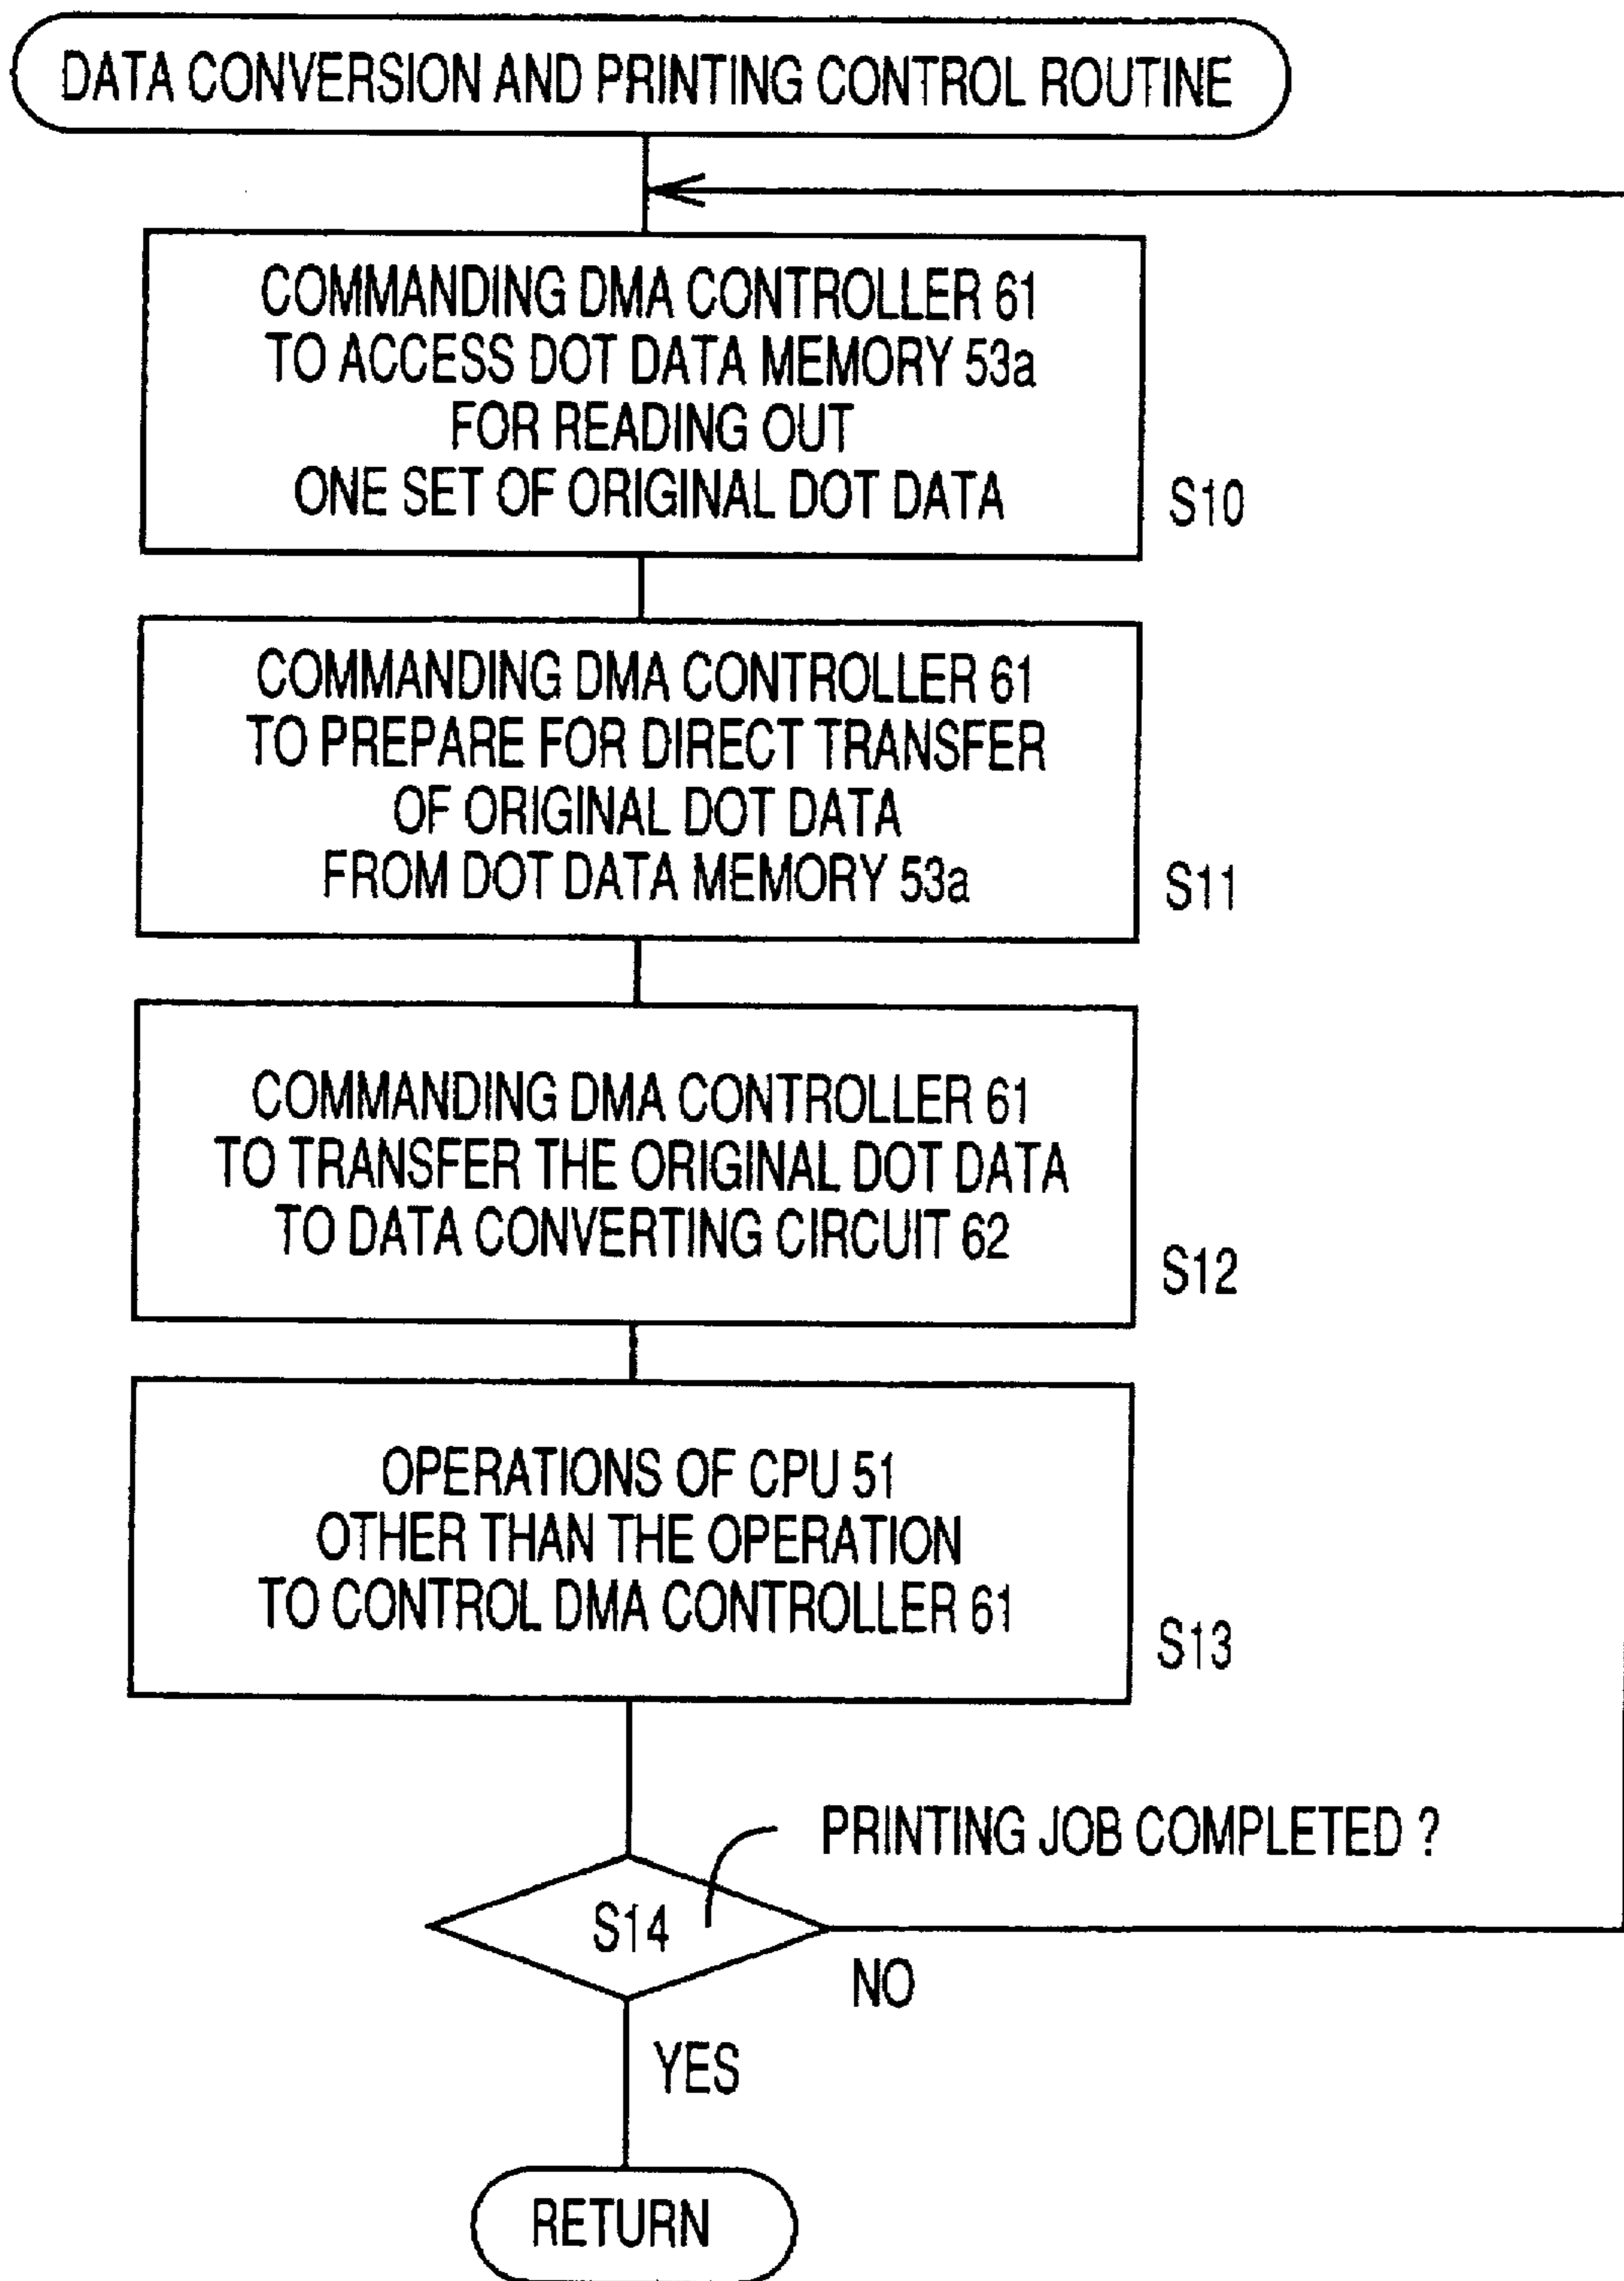 DATA CONVERSION AND PRINTING CONTROL ROUTINE
COMMANDING DMA CONTROLLER 61
TO ACCESS DOT DATA MEMORY 53a
FOR READING OUT
ONE SET OF ORIGINAL DOT DATA
S10
COMMANDING DMA CONTROLLER 61
TO PREPARE FOR DIRECT TRANSFER
OF ORIGINAL DOT DATA
FROM DOT DATA MEMORY 53a
S11
COMMANDING DMA CONTROLLER 61
TO TRANSFER THE ORIGINAL DOT DATA
TO DATA CONVERTING CIRCUIT 62
S12
OPERATIONS OF CPU 51
OTHER THAN THE OPERATION
TO CONTROL DMA CONTROLLER 61
S13
PRINTING JOB COMPLETED ?
S14
NO
YES
RETURN